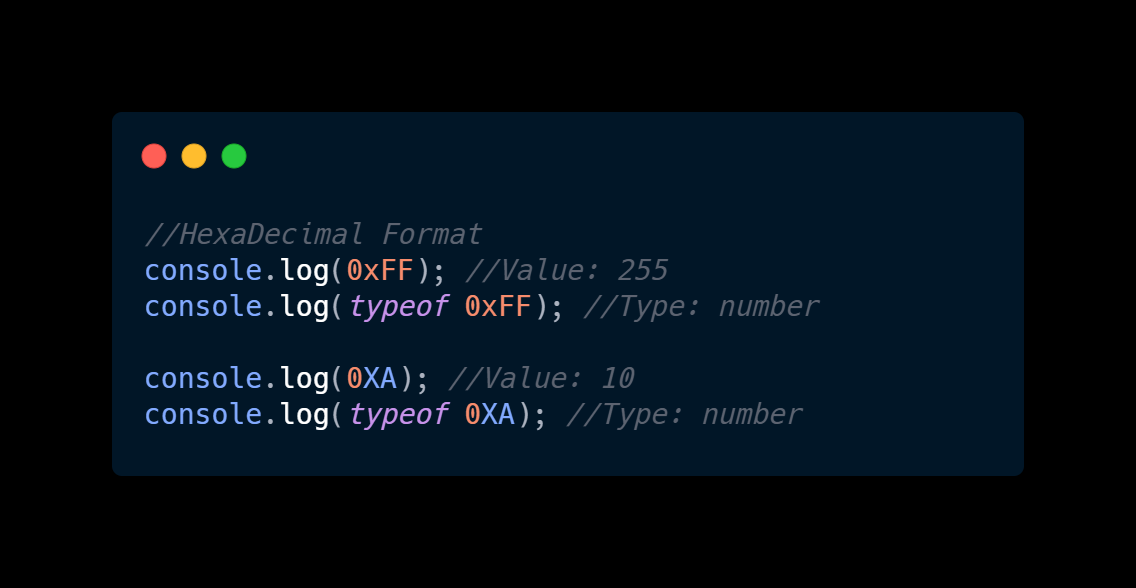 //HexaDecimal Format
console.log(0xFF); //Value: 255
console.log(typeof 0xFF); //Type: number
console.log(0XA); //Value: 10
console.log(typeof 0XA); //Type: number